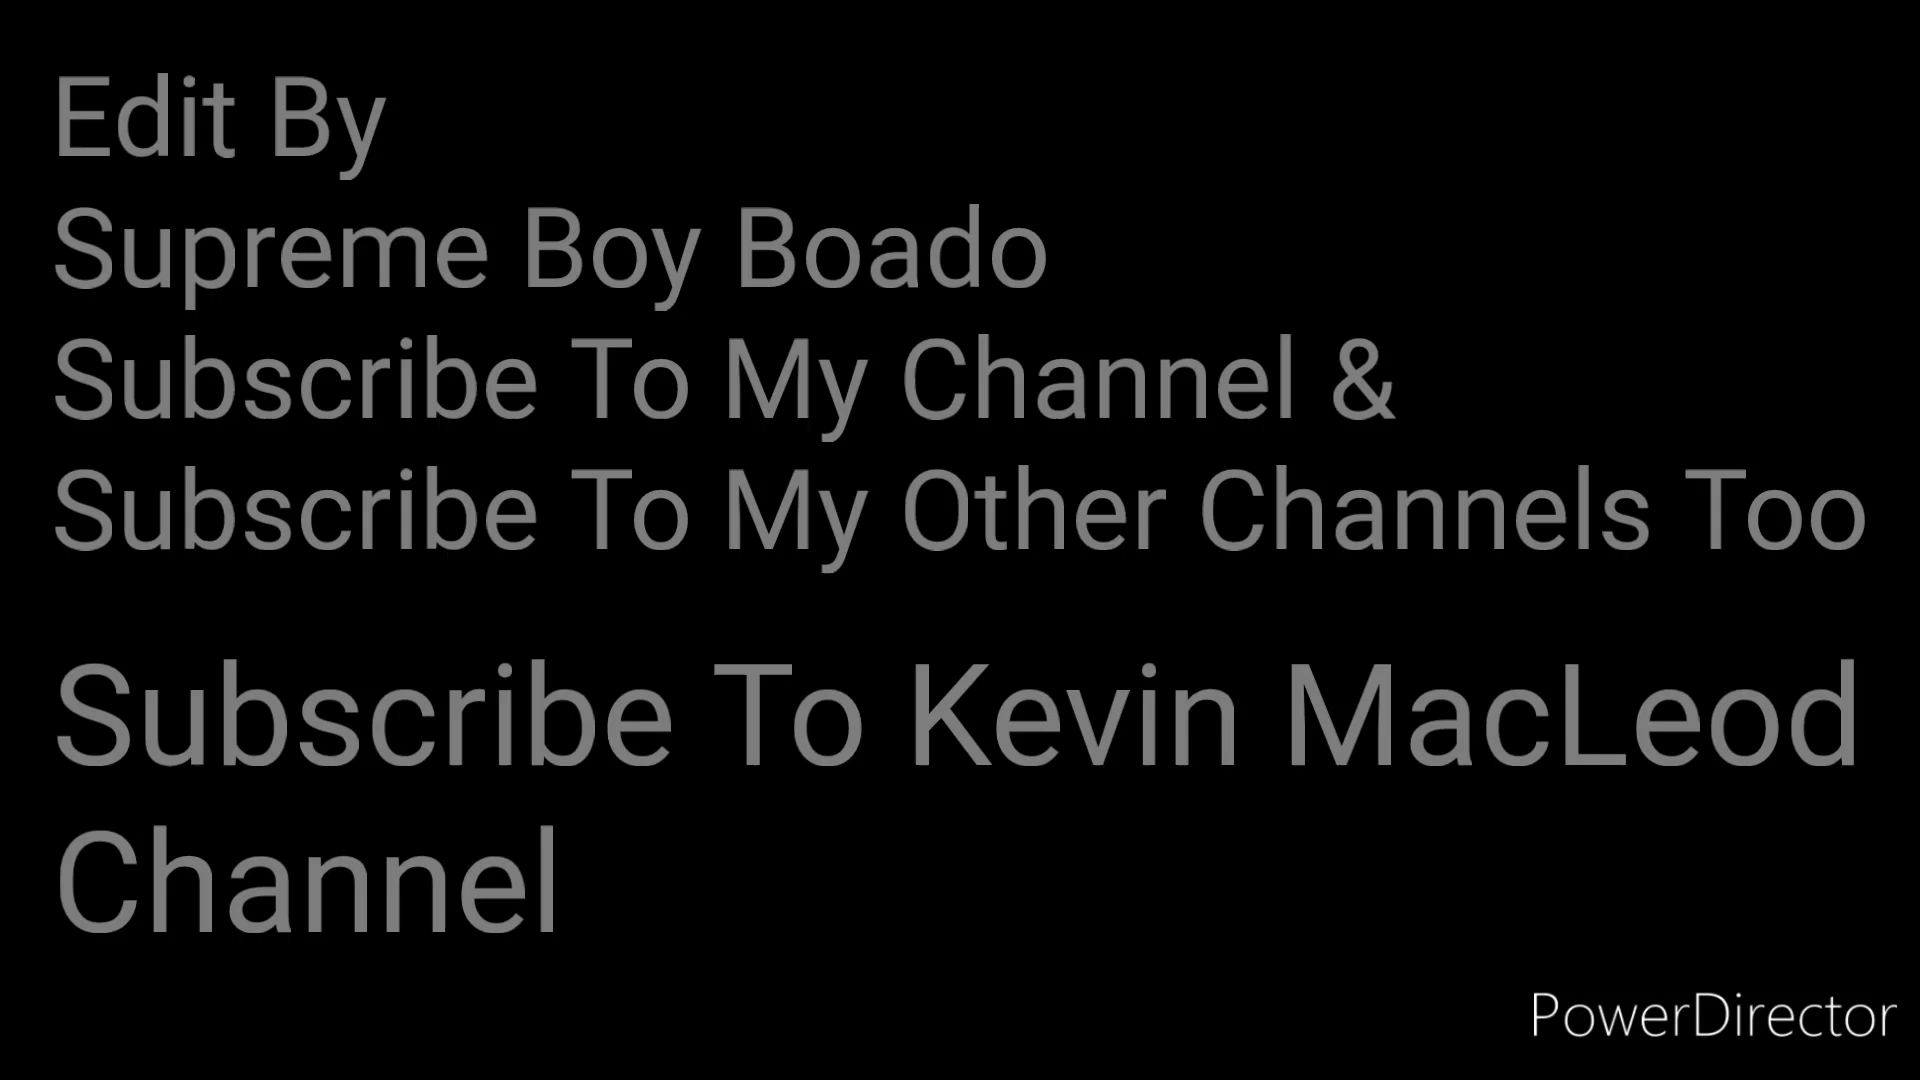 Edit By
Supreme Boy Boado
Subscribe To My Channel &
Subscribe To My Other Channels Too
Subscribe To Kevin MacLeod
Channel
PowerDirector